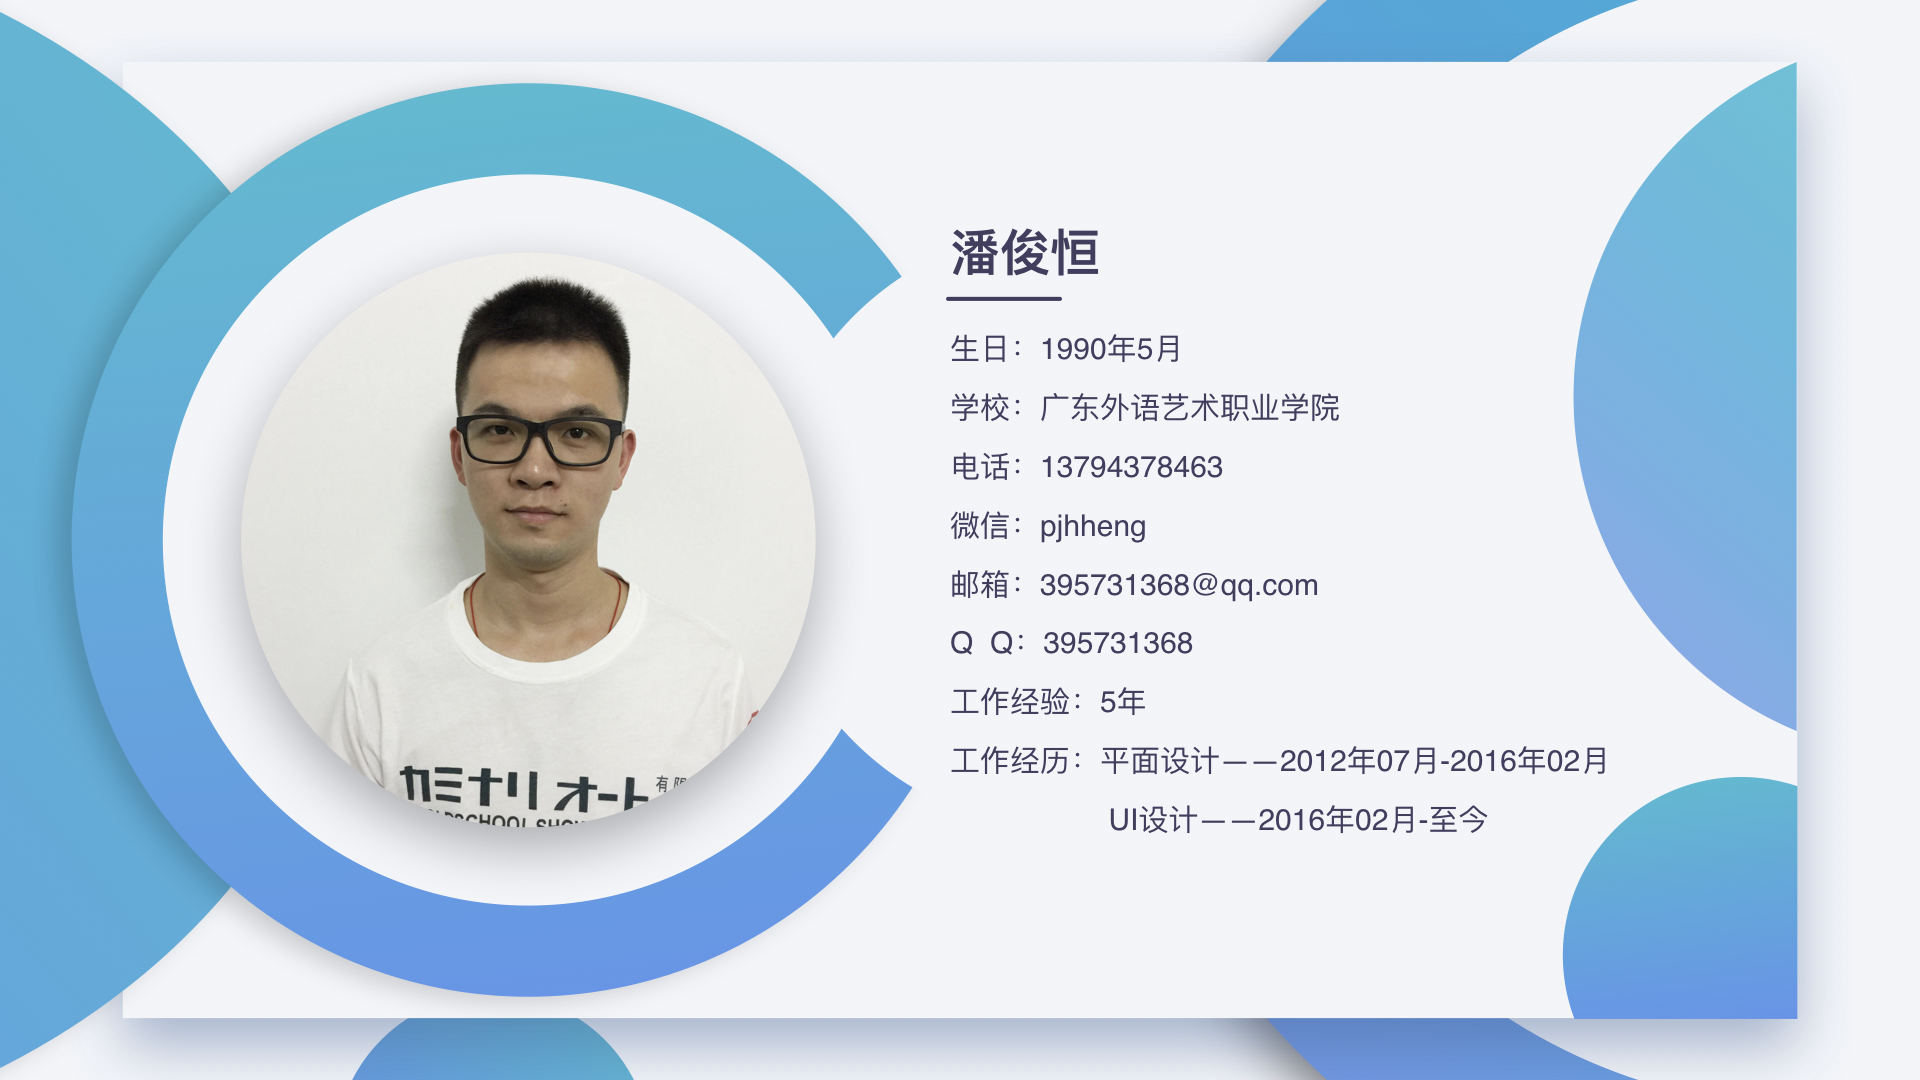 潘俊恒
生日：1990年5月
学校：广东外语艺术职业学院
电话：13794378463
微信：pjhheng
邮箱：395731368@qq.com
Q Q：395731368
工作经验：5年
工作经历：平面设计——2012年07月-2016年02月
UI设计——2016年02月-至今
カミナリ オート 有限
SCHOOL